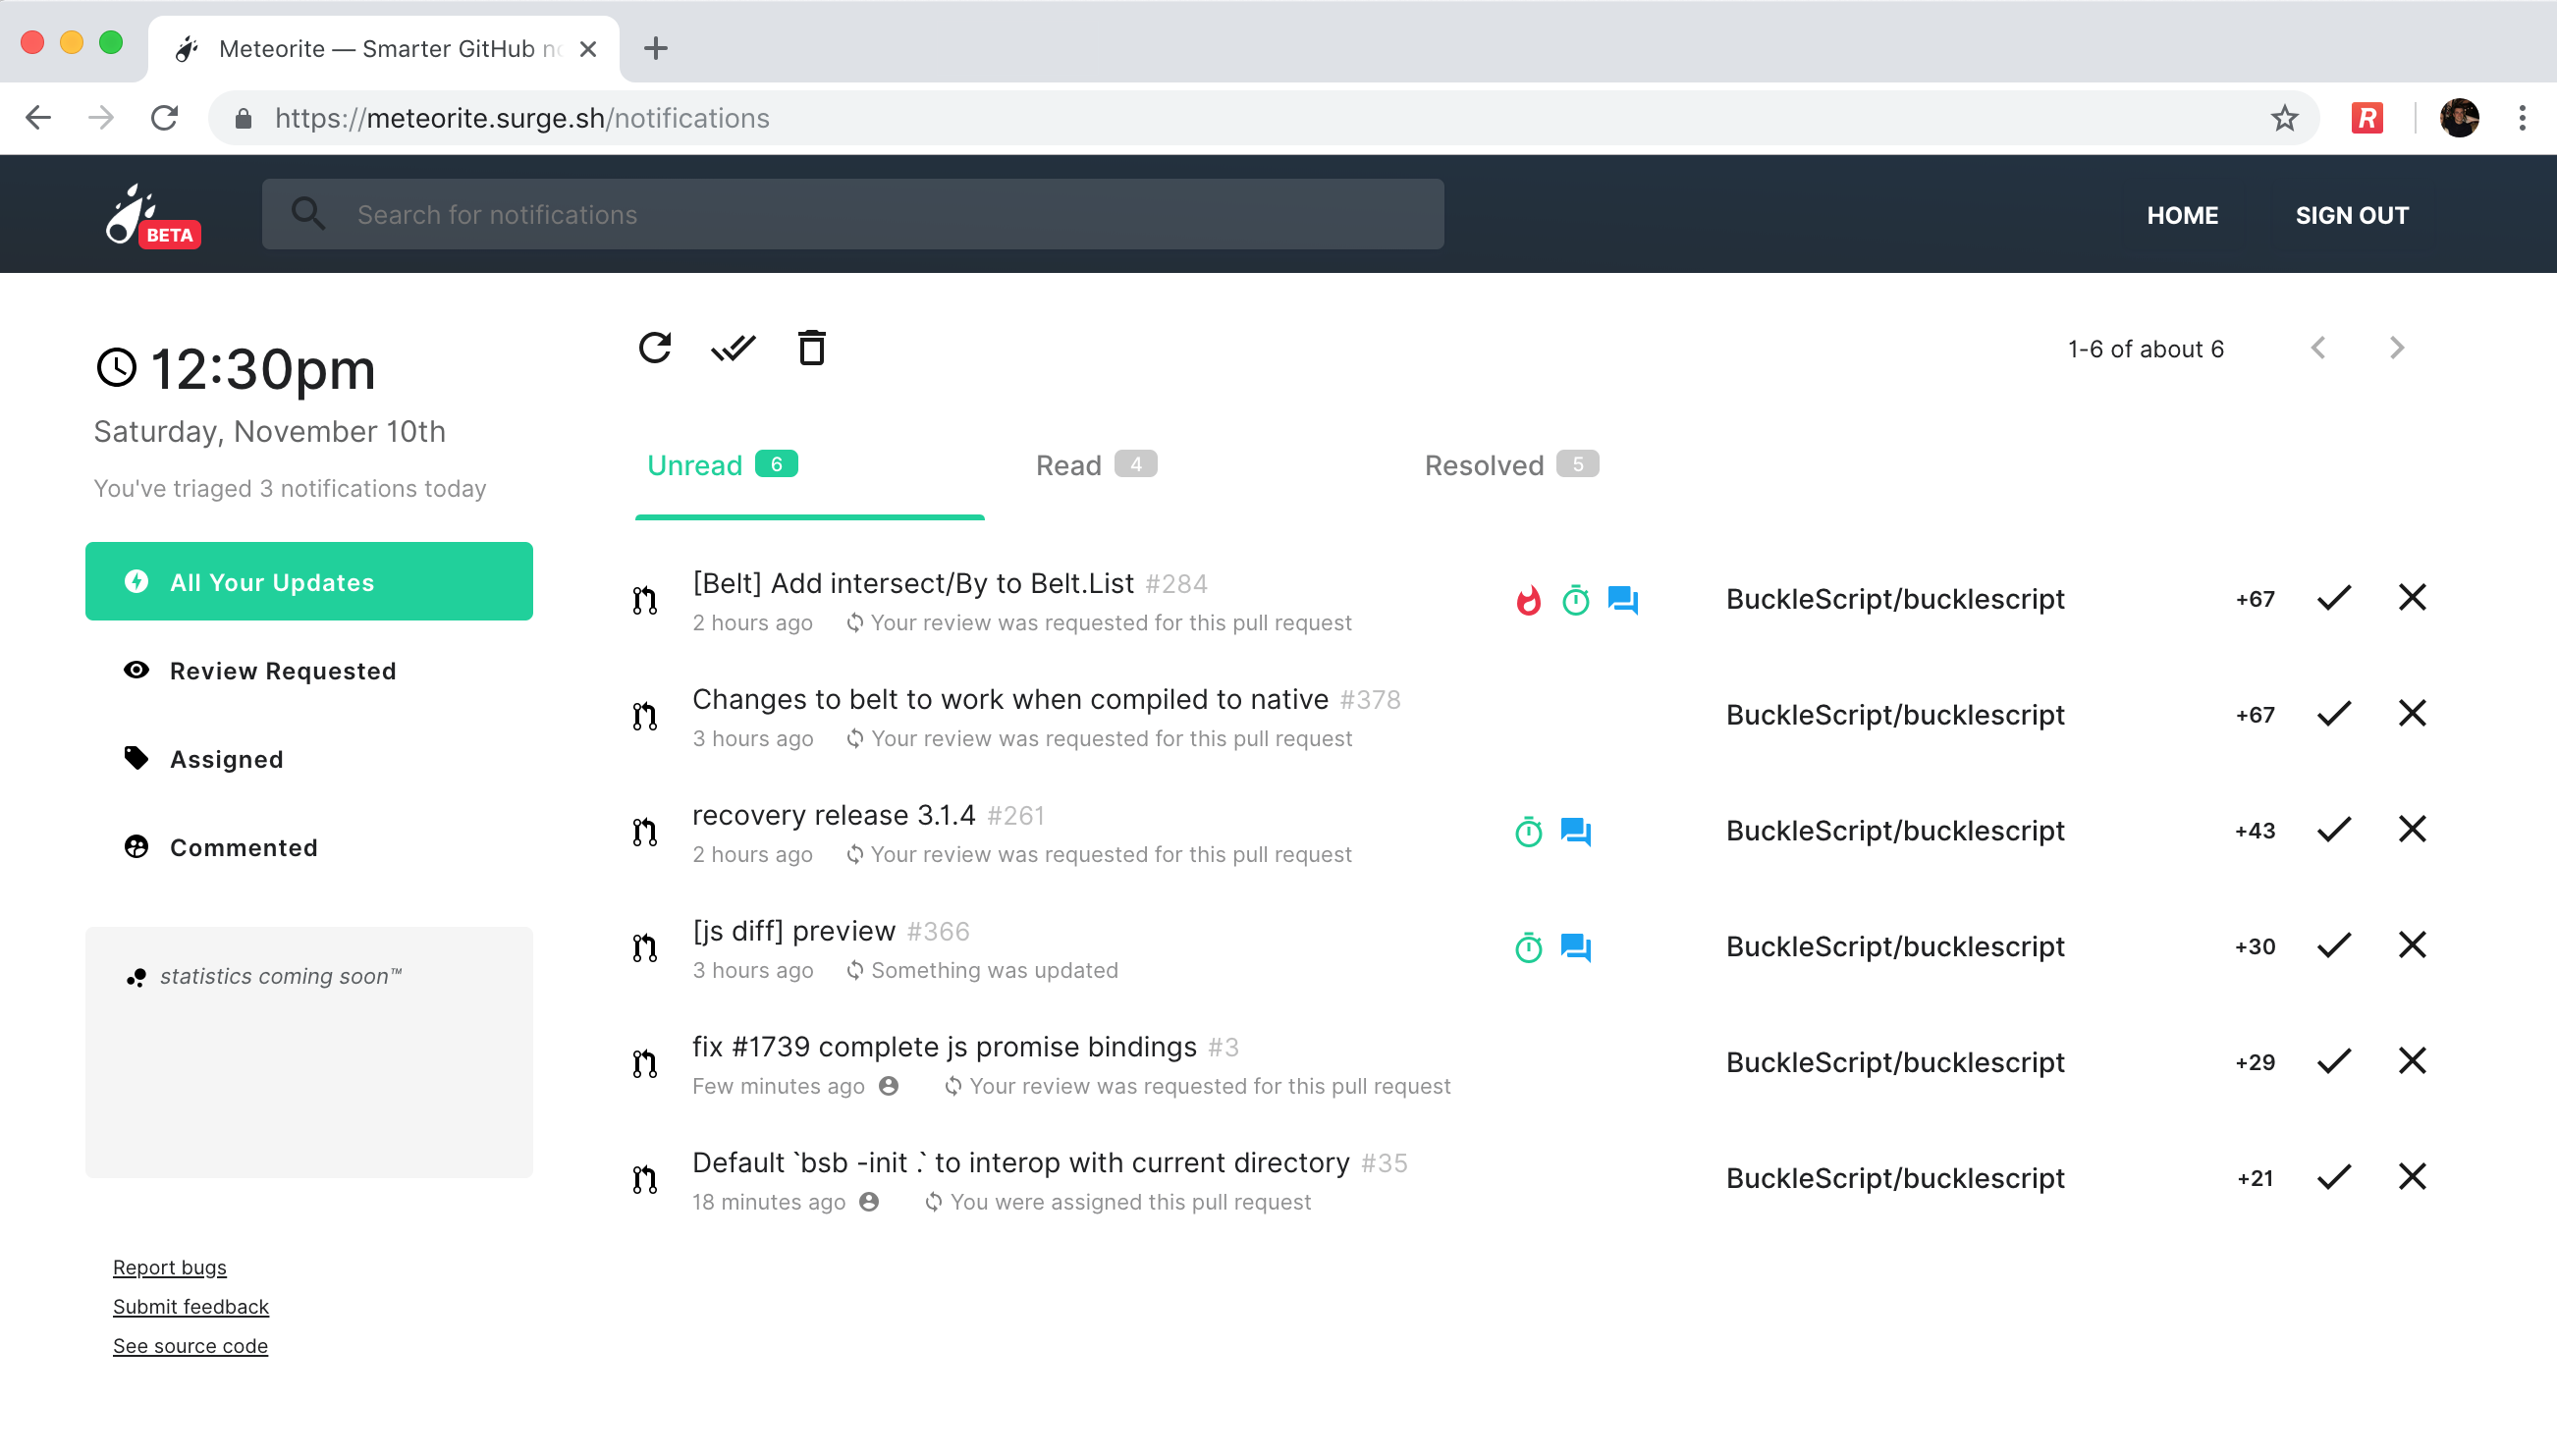 Meteorite — Smarter GitHub no
https://meteorite.surge.sh/notifications
R
BETA
Search for notifications
HOME
SIGN OUT
12:30pm
Saturday, November 10th
You've triaged 3 notifications today
All Your Updates
Review Requested
Assigned
Commented
statistics coming soon™
Report bugs
Submit feedback
See source code
1-6 of about 6
Unread 6
Read 4
Resolved 5
[Belt] Add intersect/By to Belt.List #284
2 hours ago Your review was requested for this pull request
BuckleScript/bucklescript +67
Changes to belt to work when compiled to native #378
3 hours ago Your review was requested for this pull request
BuckleScript/bucklescript +67
recovery release 3.1.4 #261
2 hours ago Your review was requested for this pull request
BuckleScript/bucklescript +43
[js diff] preview #366
3 hours ago Something was updated
BuckleScript/bucklescript +30
fix #1739 complete js promise bindings #3
Few minutes ago Your review was requested for this pull request
BuckleScript/bucklescript +29
Default `bsb -init .` to interop with current directory #35
18 minutes ago You were assigned this pull request
BuckleScript/bucklescript +21